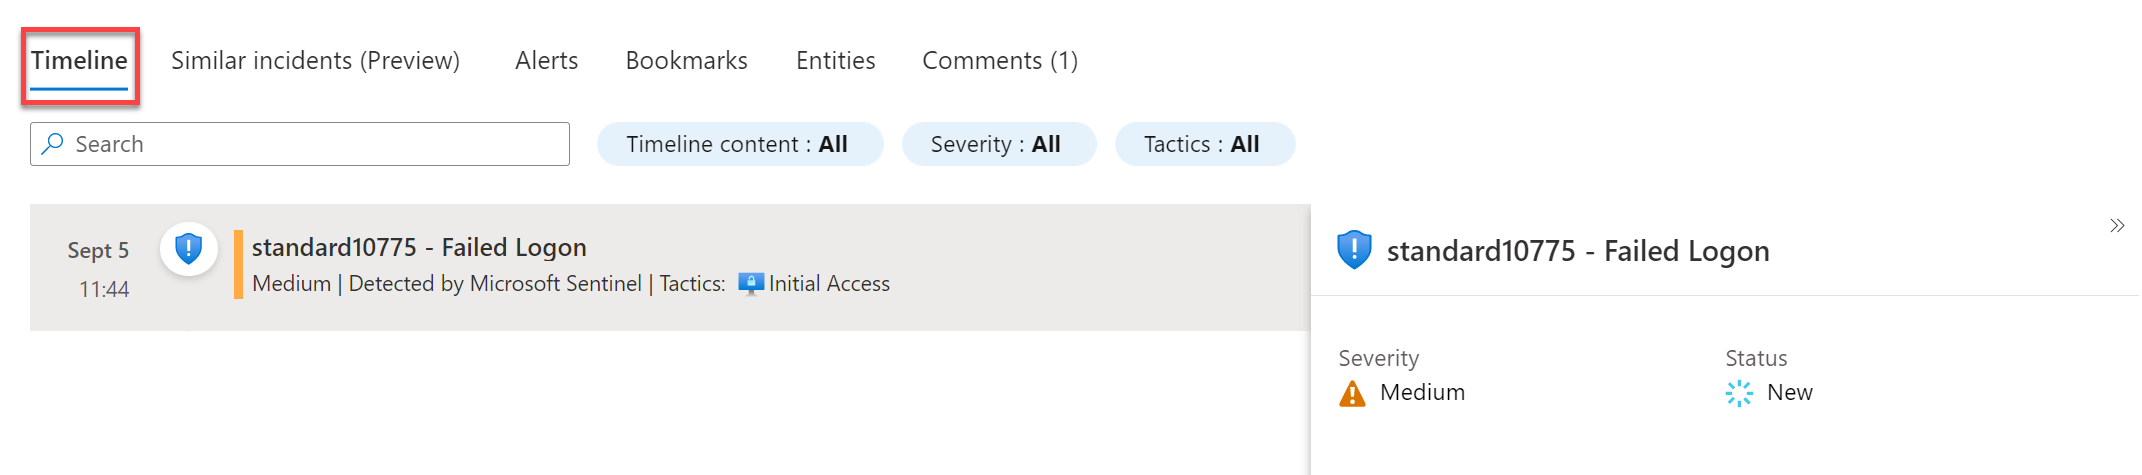 Timeline Similar incidents (Preview) Alerts Bookmarks Entities Comments (1)
Search Timeline content : All Severity : All Tactics : All
Sept 5
11:44
standard10775 - Failed Logon
Medium | Detected by Microsoft Sentinel | Tactics: Initial Access
standard10775 - Failed Logon
Severity
Medium
Status
New